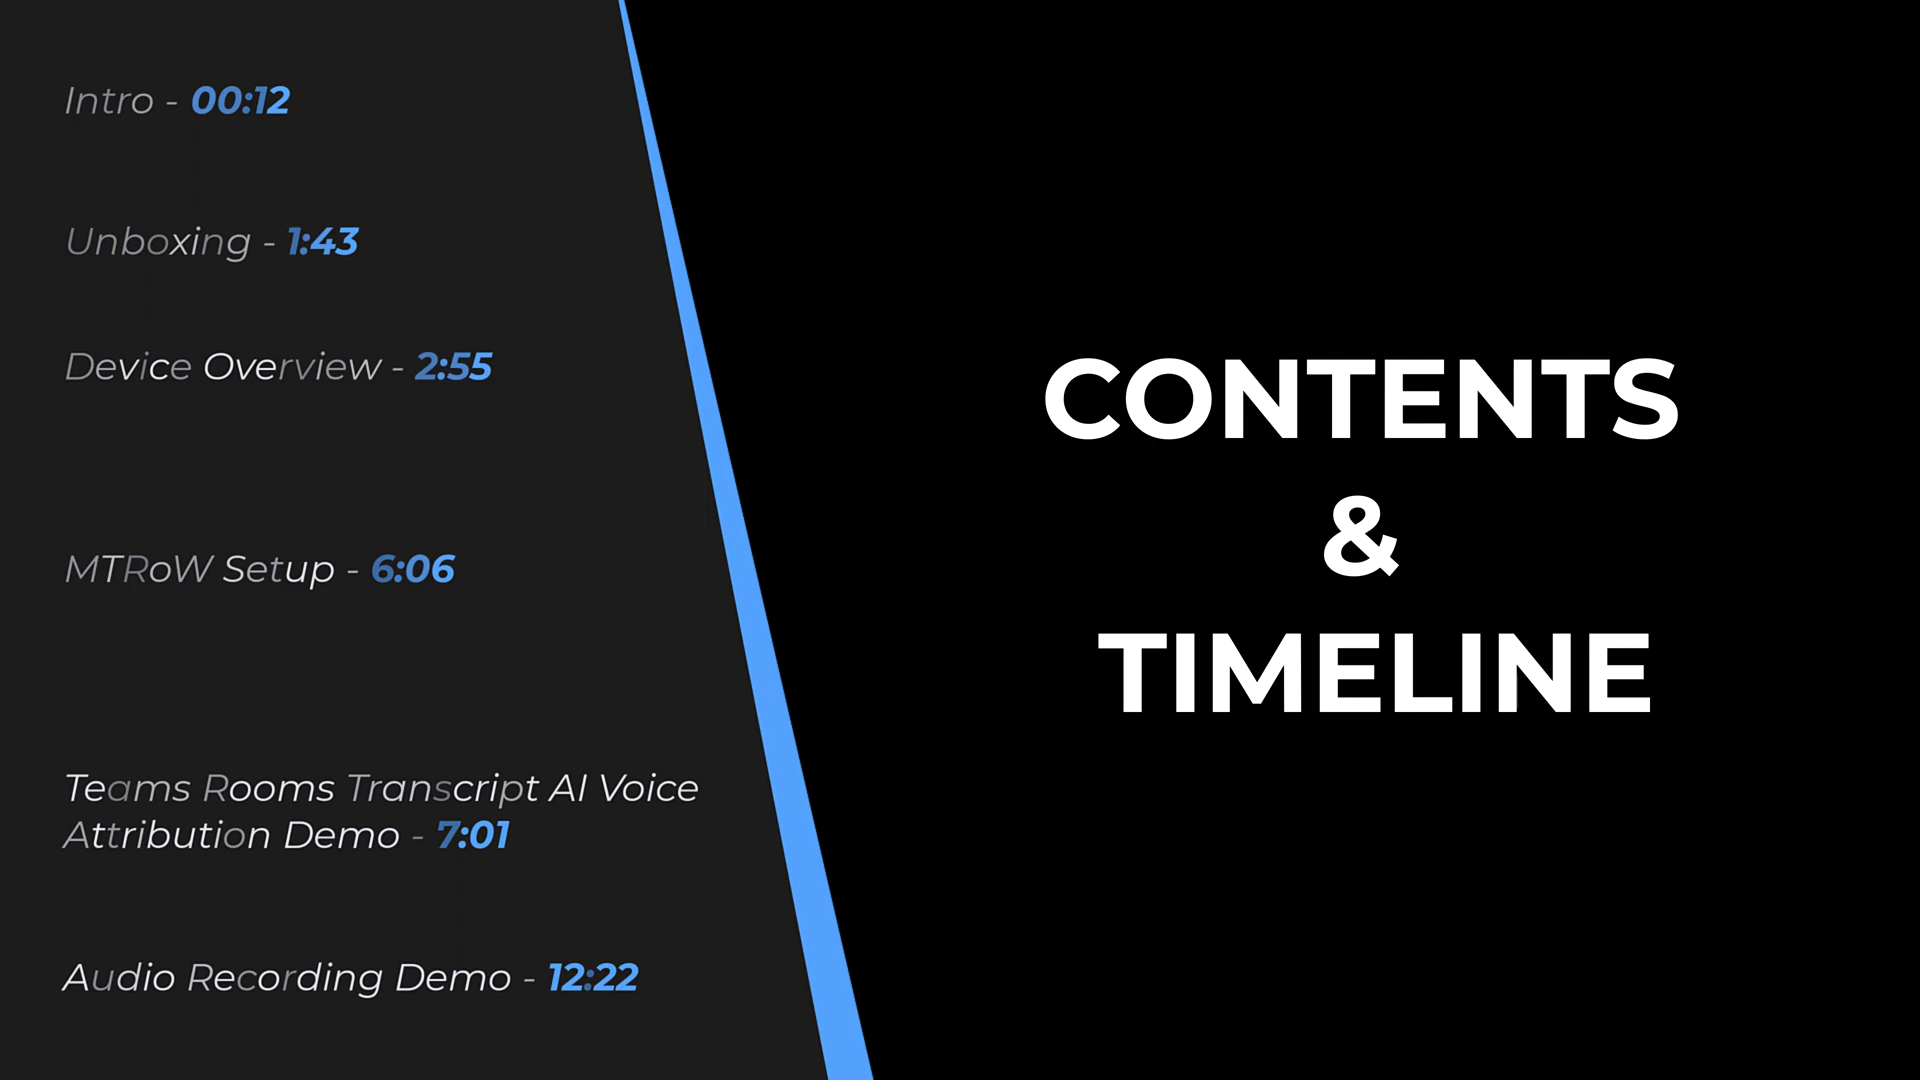 Intro - 00:12
Unboxing - 1:43
Device Overview - 2:55
MTRoW Setup - 6:06
Teams Rooms Transcript AI Voice
Attribution Demo - 7:01
Audio Recording Demo - 12:22
CONTENTS
&
TIMELINE